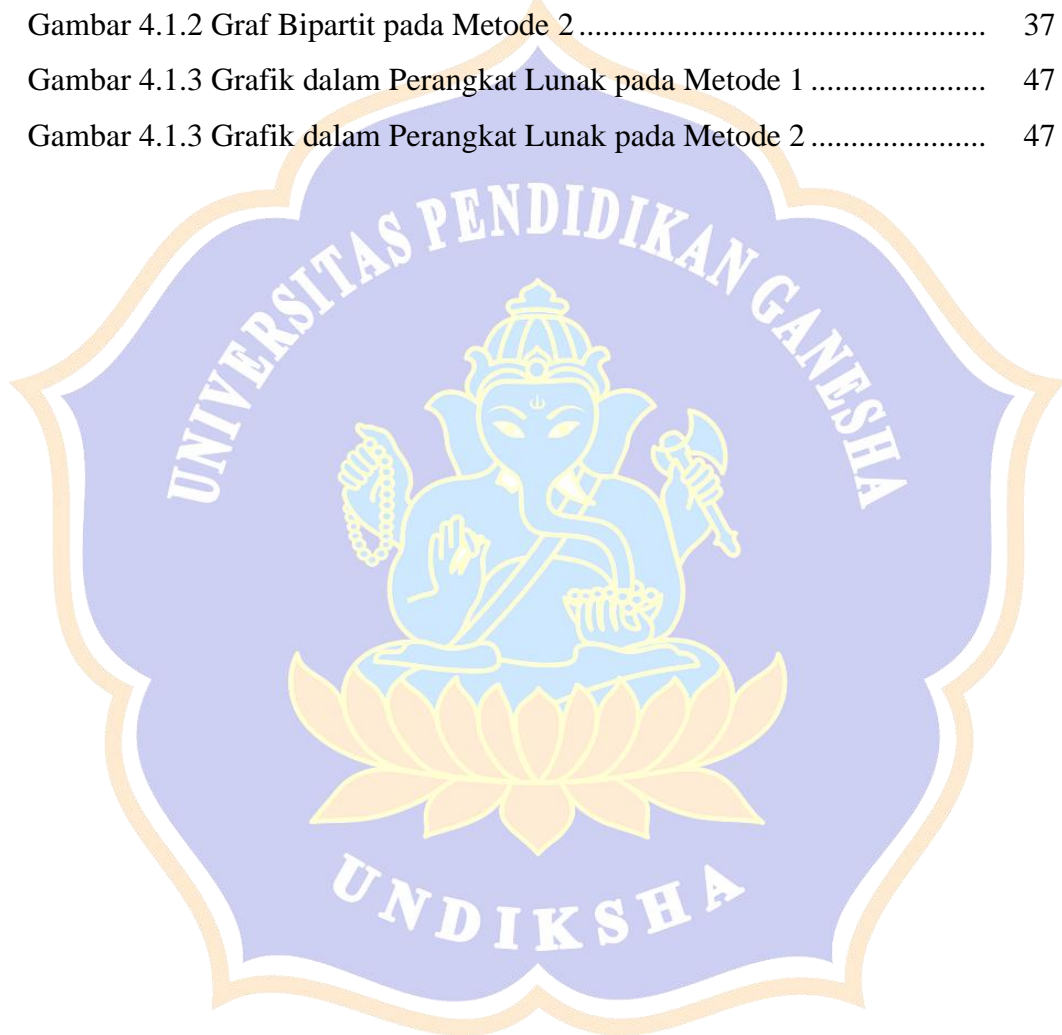 Gambar 4.1.2 Graf Bipartit pada Metode 2 ................................................. 37
Gambar 4.1.3 Grafik dalam Perangkat Lunak pada Metode 1 ..................... 47
Gambar 4.1.3 Grafik dalam Perangkat Lunak pada Metode 2 ..................... 47
UNIVERSITAS PENDIDIKAN GANESHA
UNDIKSHA